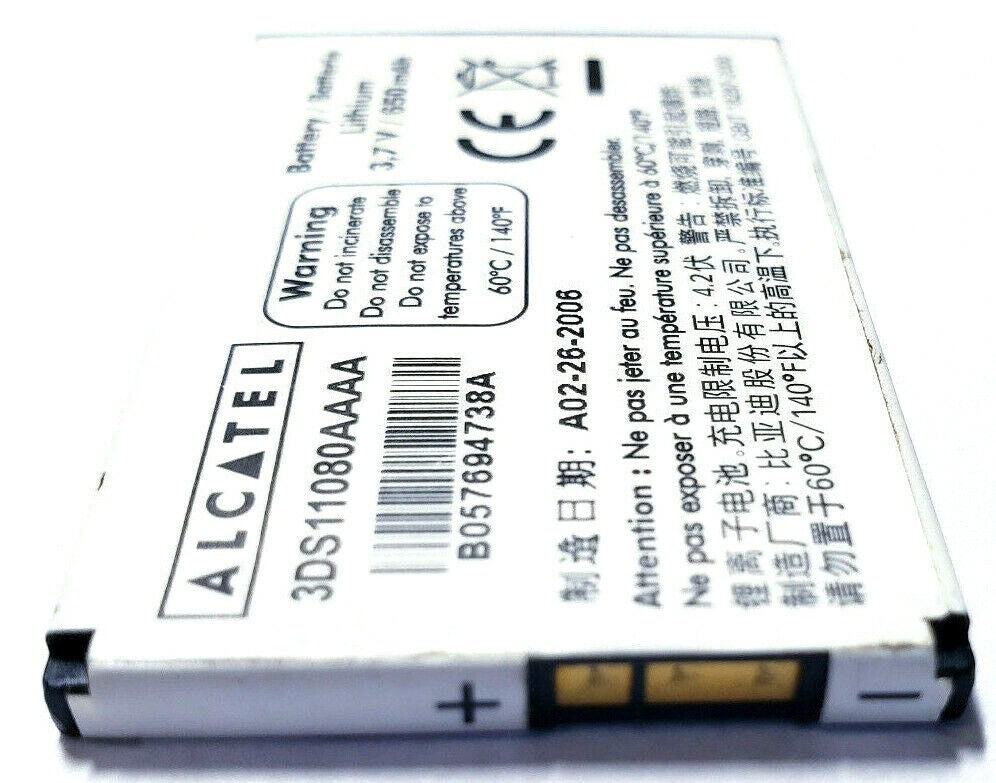 ALCATEL
3DS11080AAAA
B057694738A
Battery / Batterie
Lithium
3,7 V / 650 mAh
Warning
Do not incinerate
Do not disassemble
Do not expose to
temperatures above
60°C/140°F
CE
制造日期: A02-26-2006
Attention : Ne pas jeter au feu. Ne pas desassembler.
Ne pas exposer à une température supérieure à 60°C/140°F
锂离子电池.充电限制电压:4.2伏 警告:燃烧可能引起爆炸
制造厂商:比亚迪股份有限公司.严禁拆卸,
请勿置于60°C/140°F以上的高温下.执行标准编号
+
−